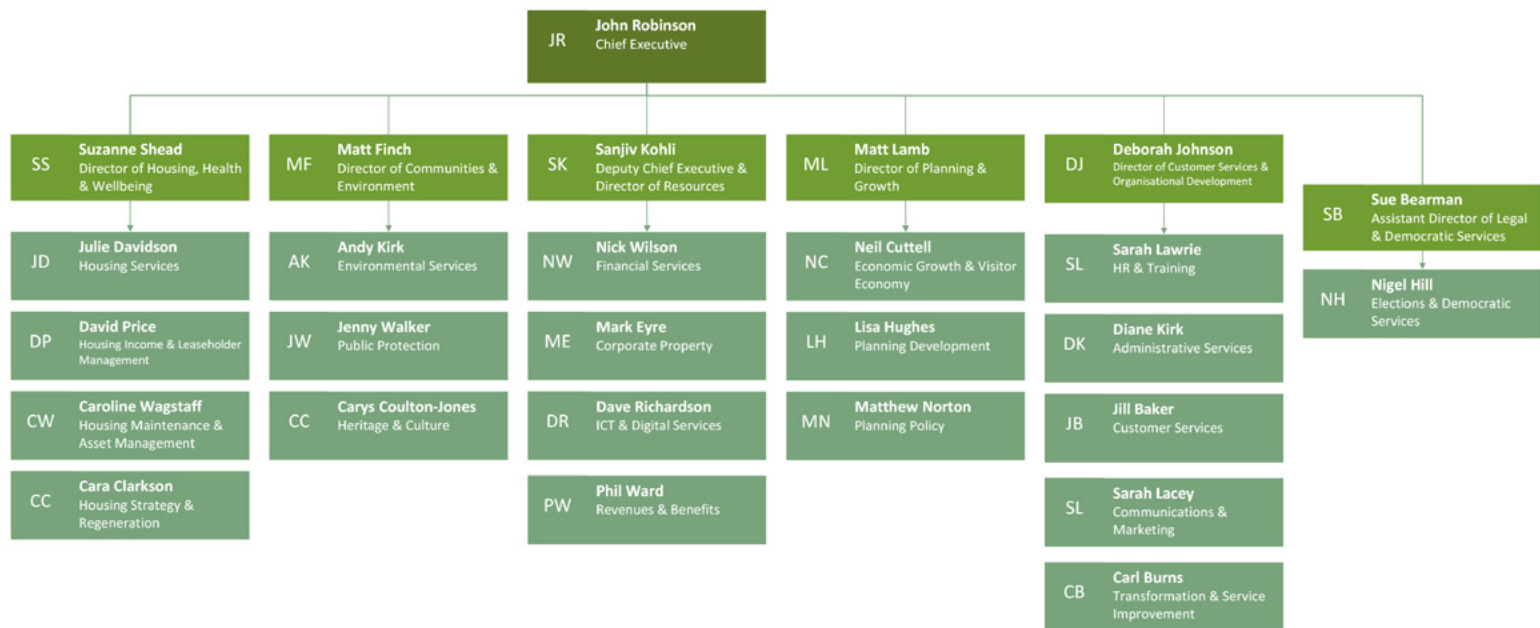 JR
John Robinson
Chief Executive
SS
Suzanne Shead
Director of Housing, Health
& Wellbeing
MF
Matt Finch
Director of Communities &
Environment
SK
Sanjiv Kohli
Deputy Chief Executive &
Director of Resources
ML
Matt Lamb
Director of Planning &
Growth
DJ
Deborah Johnson
Director of Customer Services &
Organisational Development
SB
Sue Bearman
Assistant Director of Legal
& Democratic Services
JD
Julie Davidson
Housing Services
DP
David Price
Housing Income & Leaseholder
Management
CW
Caroline Wagstaff
Housing Maintenance &
Asset Management
CC
Cara Clarkson
Housing Strategy &
Regeneration
AK
Andy Kirk
Environmental Services
JW
Jenny Walker
Public Protection
CC
Carys Coulton-Jones
Heritage & Culture
NW
Nick Wilson
Financial Services
ME
Mark Eyre
Corporate Property
DR
Dave Richardson
ICT & Digital Services
PW
Phil Ward
Revenues & Benefits
NC
Neil Cuttell
Economic Growth & Visitor
Economy
LH
Lisa Hughes
Planning Development
MN
Matthew Norton
Planning Policy
SL
Sarah Lawrie
HR & Training
DK
Diane Kirk
Administrative Services
JB
Jill Baker
Customer Services
SL
Sarah Lacey
Communications &
Marketing
CB
Carl Burns
Transformation & Service
Improvement
NH
Nigel Hill
Elections & Democratic
Services